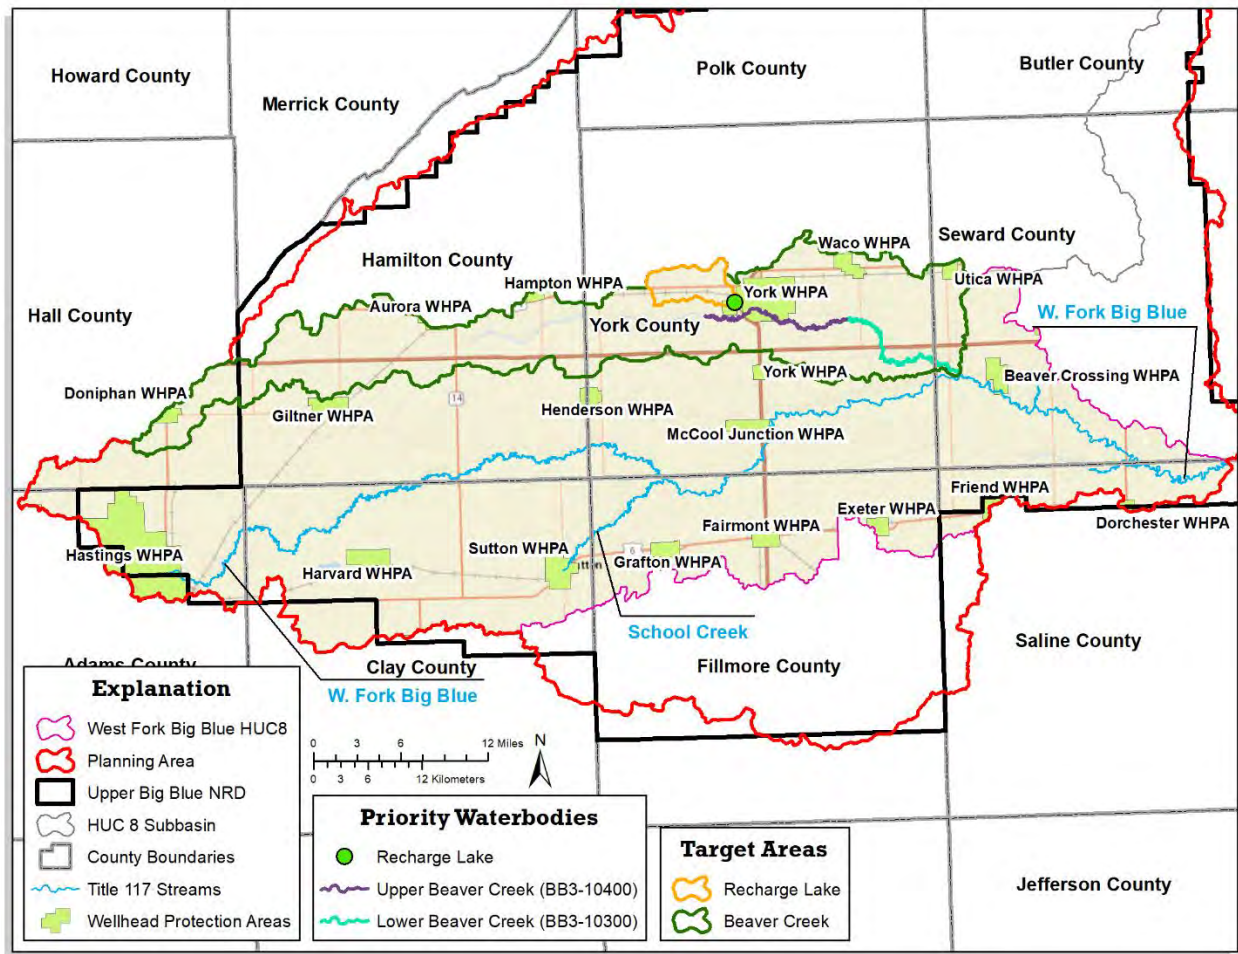 Howard County
Merrick County
Polk County
Butler County
Hall County
Hamilton County
Seward County
Waco WHPA
Utica WHPA
Hampton WHPA
York WHPA
Aurora WHPA
York County
W. Fork Big Blue
Doniphan WHPA
Giltner WHPA
14
Henderson WHPA
York WHPA
Beaver Crossing WHPA
McCool Junction WHPA
Hastings WHPA
Harvard WHPA
Sutton WHPA
6
Grafton WHPA
Fairmont WHPA
Exeter WHPA
Friend WHPA
Dorchester WHPA
School Creek
Adams County
Clay County
Fillmore County
Saline County
W. Fork Big Blue
Jefferson County
Explanation
West Fork Big Blue HUC8
Planning Area
Upper Big Blue NRD
HUC 8 Subbasin
County Boundaries
Title 117 Streams
Wellhead Protection Areas
0 3 6 12 Miles
0 3 6 12 Kilometers
N
Priority Waterbodies
Recharge Lake
Upper Beaver Creek (BB3-10400)
Lower Beaver Creek (BB3-10300)
Target Areas
Recharge Lake
Beaver Creek